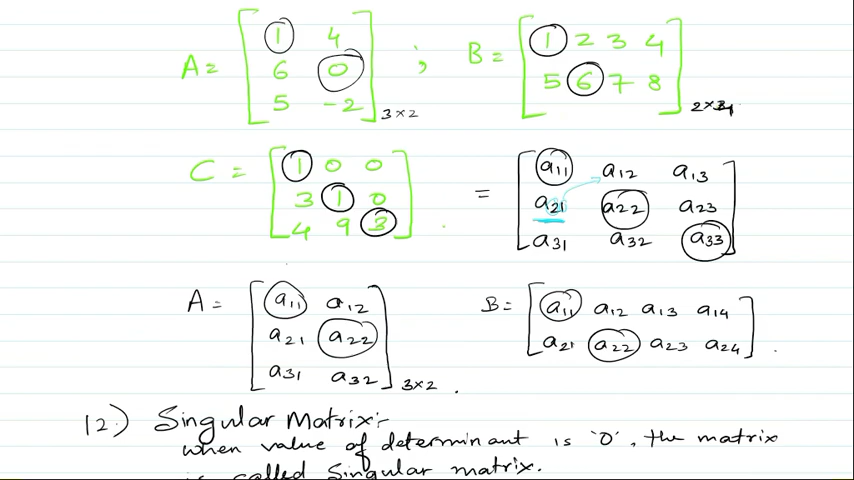 A = [ 1 4 ; B = [ 1 2 3 4
6 0 5 6 7 8 ]
5 -2 ] 3×2
C = [ 1 0 0 = [ a11 a12 a13
3 1 0 a21 a22 a23
4 9 3 ] . a31 a32 a33 ]
A = [ a11 a12 B = [ a11 a12 a13 a14
a21 a22 a21 a22 a23 a24 ] .
a31 a32 ] 3×2 .
12.) Singular Matrix:-
when value of determinant is '0', the matrix
is called Singular matrix.